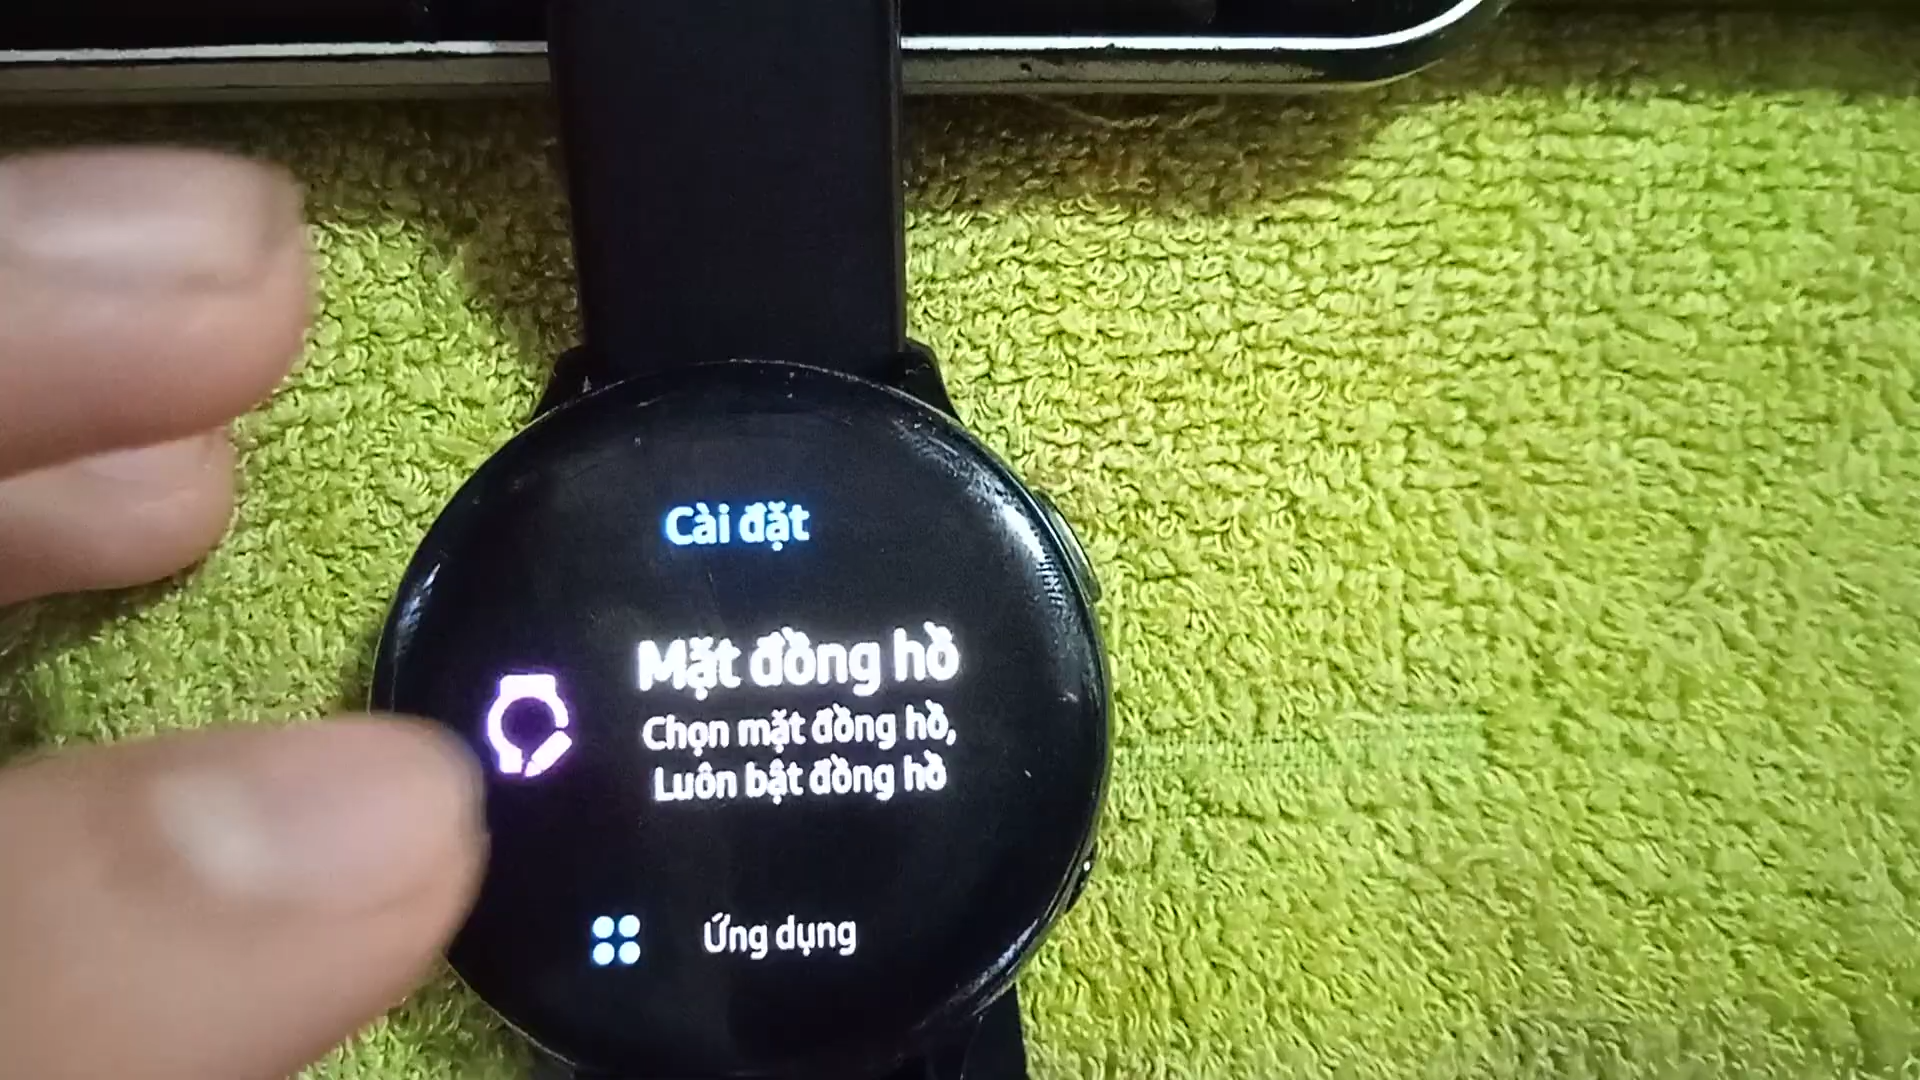 Cài đặt
Mặt đồng hồ
Chọn mặt đồng hồ,
Luôn bật đồng hồ
Ứng dụng